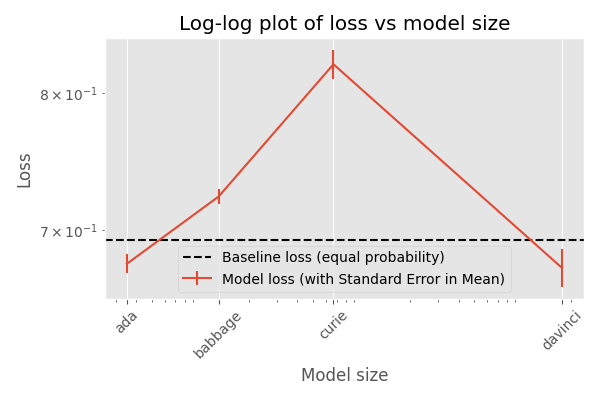 Log-log plot of loss vs model size
8 × 10⁻¹
7 × 10⁻¹
Loss
Baseline loss (equal probability)
Model loss (with Standard Error in Mean)
ada
babbage
curie
davinci
Model size